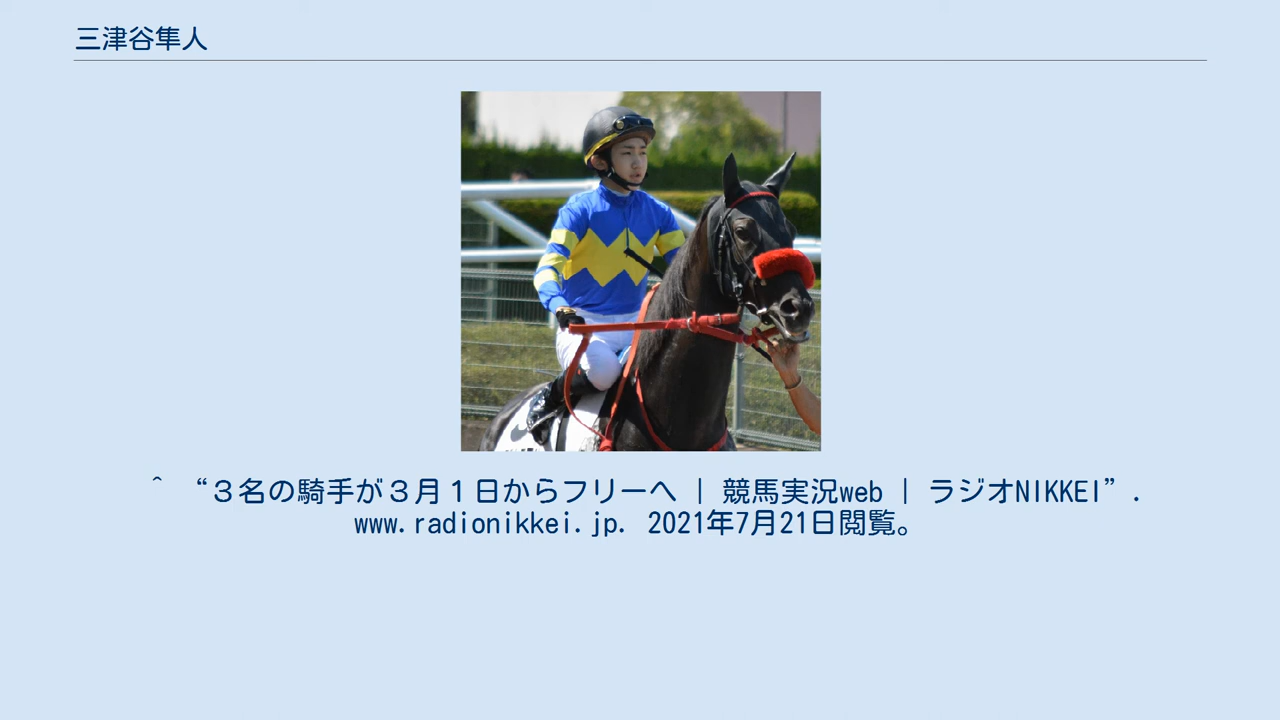 三津谷隼人
^ “３名の騎手が３月１日からフリーへ | 競馬実況web | ラジオNIKKEI”.
www.radionikkei.jp. 2021年7月21日閲覧。